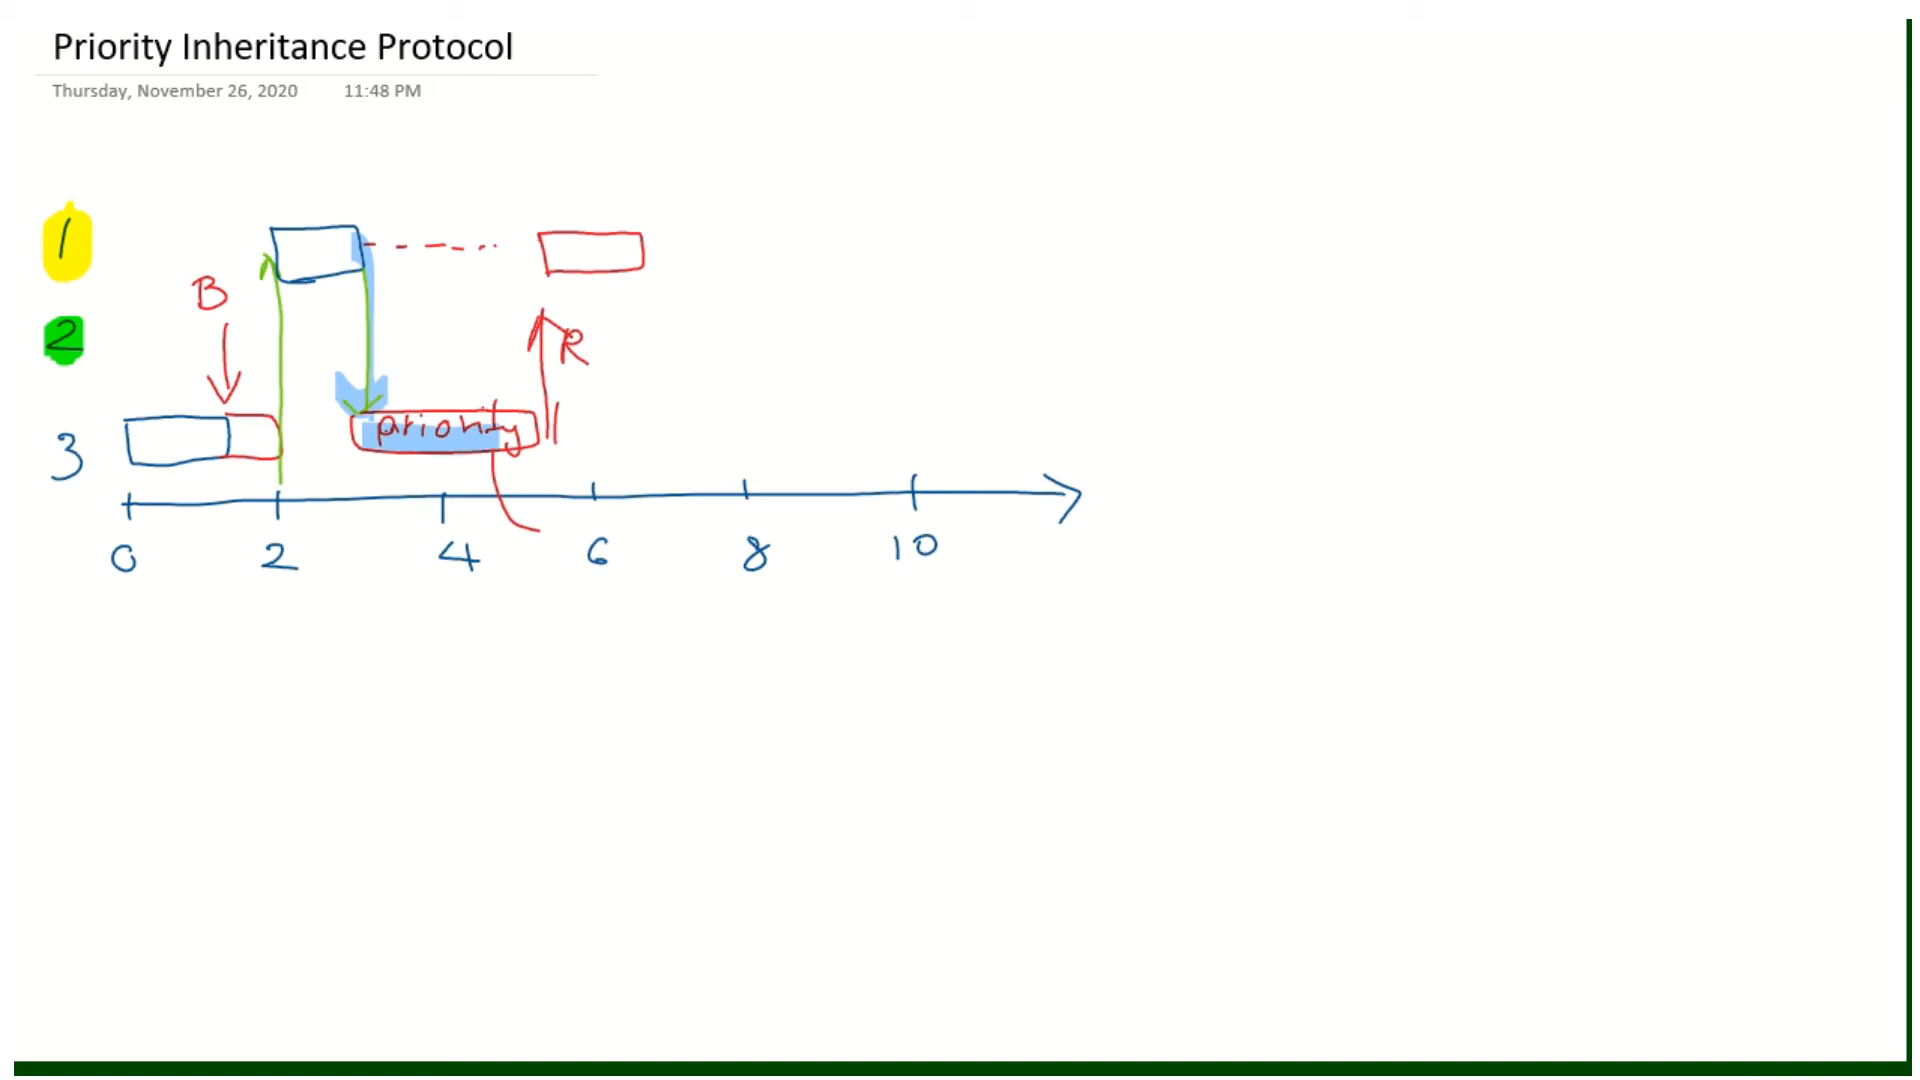 Priority Inheritance Protocol
Thursday, November 26, 2020 11:48 PM
1
B
2
R
3
priority
0 2 4 6 8 10